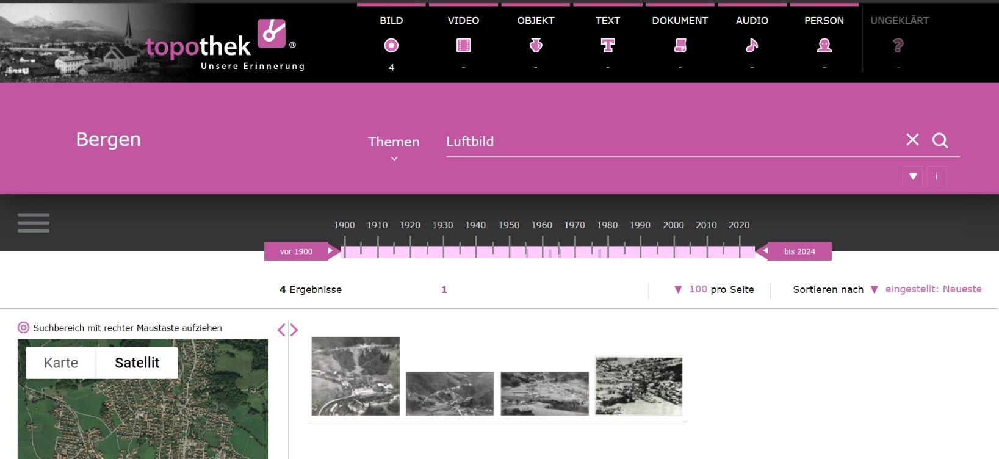 BILD VIDEO OBJEKT TEXT DOKUMENT AUDIO PERSON UNGEKLÄRT
topothek ®
Unsere Erinnerung
4 - - - - - - -
Bergen
Themen
Luftbild
i
1900 1910 1920 1930 1940 1950 1960 1970 1980 1990 2000 2010 2020
vor 1900
bis 2024
4 Ergebnisse
1
100 pro Seite
Sortieren nach
eingestellt: Neueste
Suchbereich mit rechter Maustaste aufziehen
Karte
Satellit